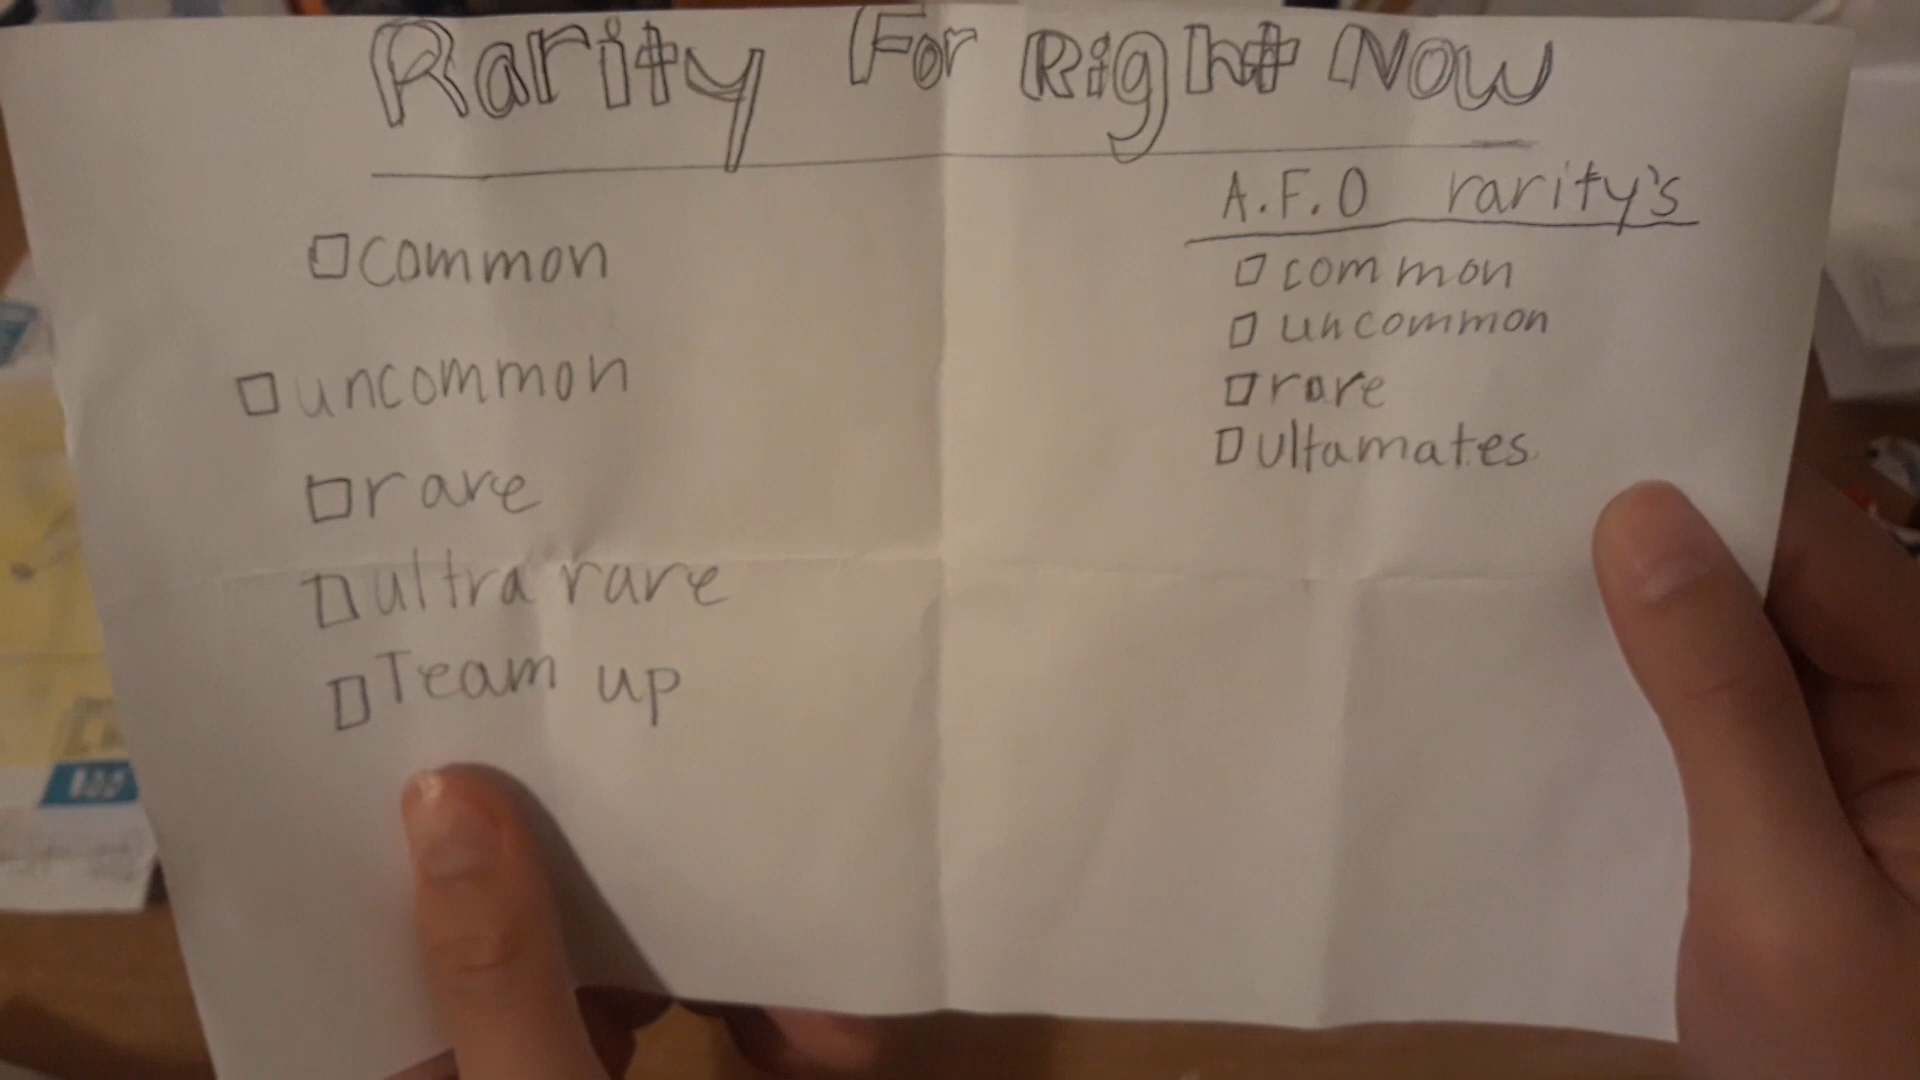 Rarity For Right Now
common
uncommon
rare
ultra rare
Team up
A.F.O rarity's
common
uncommon
rare
ultamates